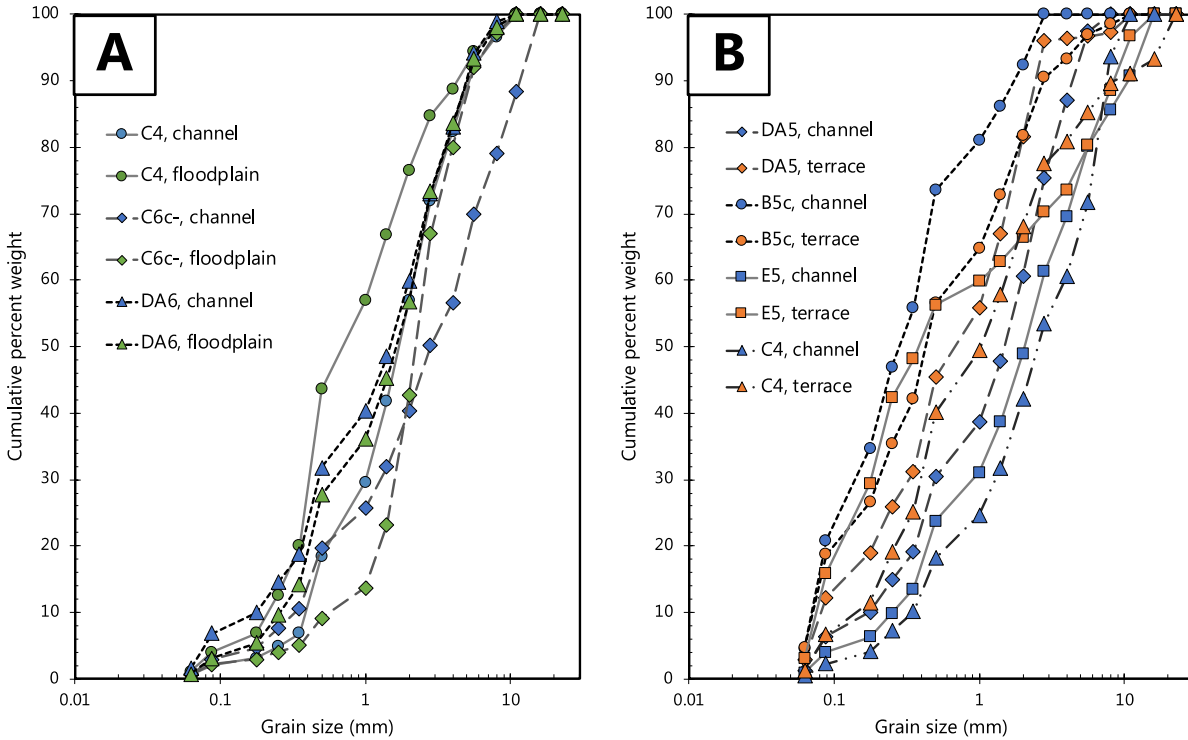 A
100
90
80
70
60
50
40
30
20
10
0
0.01
0.1
1
10
Cumulative percent weight
Grain size (mm)
C4, channel
C4, floodplain
C6c-, channel
C6c-, floodplain
DA6, channel
DA6, floodplain
B
100
90
80
70
60
50
40
30
20
10
0
0.01
0.1
1
10
Cumulative percent weight
Grain size (mm)
DA5, channel
DA5, terrace
B5c, channel
B5c, terrace
E5, channel
E5, terrace
C4, channel
C4, terrace